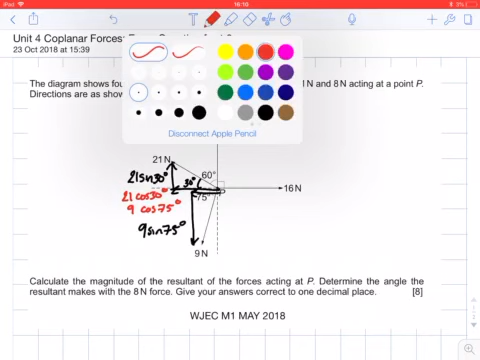 iPad
16:10
3%
Unit 4 Coplanar Forces:
23 Oct 2018 at 15:39
The diagram shows fou
N and 8 N acting at a point P.
Directions are as show
Disconnect Apple Pencil
21 N
60°
21sin30°
30°
16 N
75°
21 cos30°
9 cos75°
9sin75°
9 N
Calculate the magnitude of the resultant of the forces acting at P. Determine the angle the
resultant makes with the 8 N force. Give your answers correct to one decimal place. [8]
WJEC M1 MAY 2018